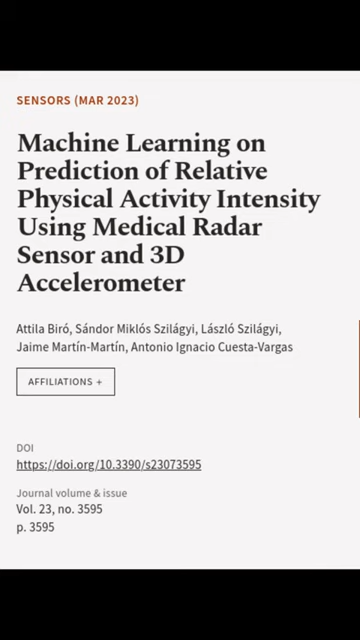 SENSORS (MAR 2023)
Machine Learning on
Prediction of Relative
Physical Activity Intensity
Using Medical Radar
Sensor and 3D
Accelerometer
Attila Biró, Sándor Miklós Szilágyi, László Szilágyi,
Jaime Martín-Martín, Antonio Ignacio Cuesta-Vargas
AFFILIATIONS +
DOI
https://doi.org/10.3390/s23073595
Journal volume & issue
Vol. 23, no. 3595
p. 3595